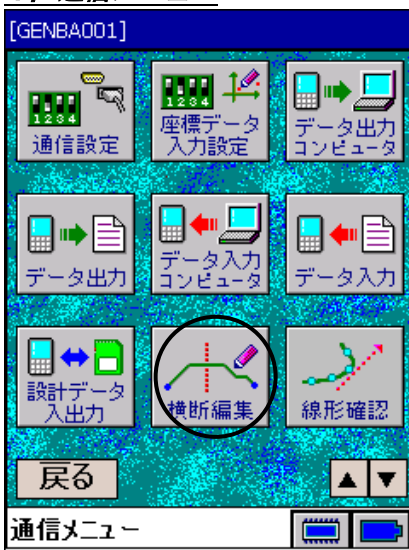 [GENBA001]
1234
通信設定
1234
座標データ
入力設定
データ出力
コンピュータ
データ出力
データ入力
コンピュータ
データ入力
設計データ
入出力
横断編集
線形確認
戻る
▲ ▼
通信メニュー